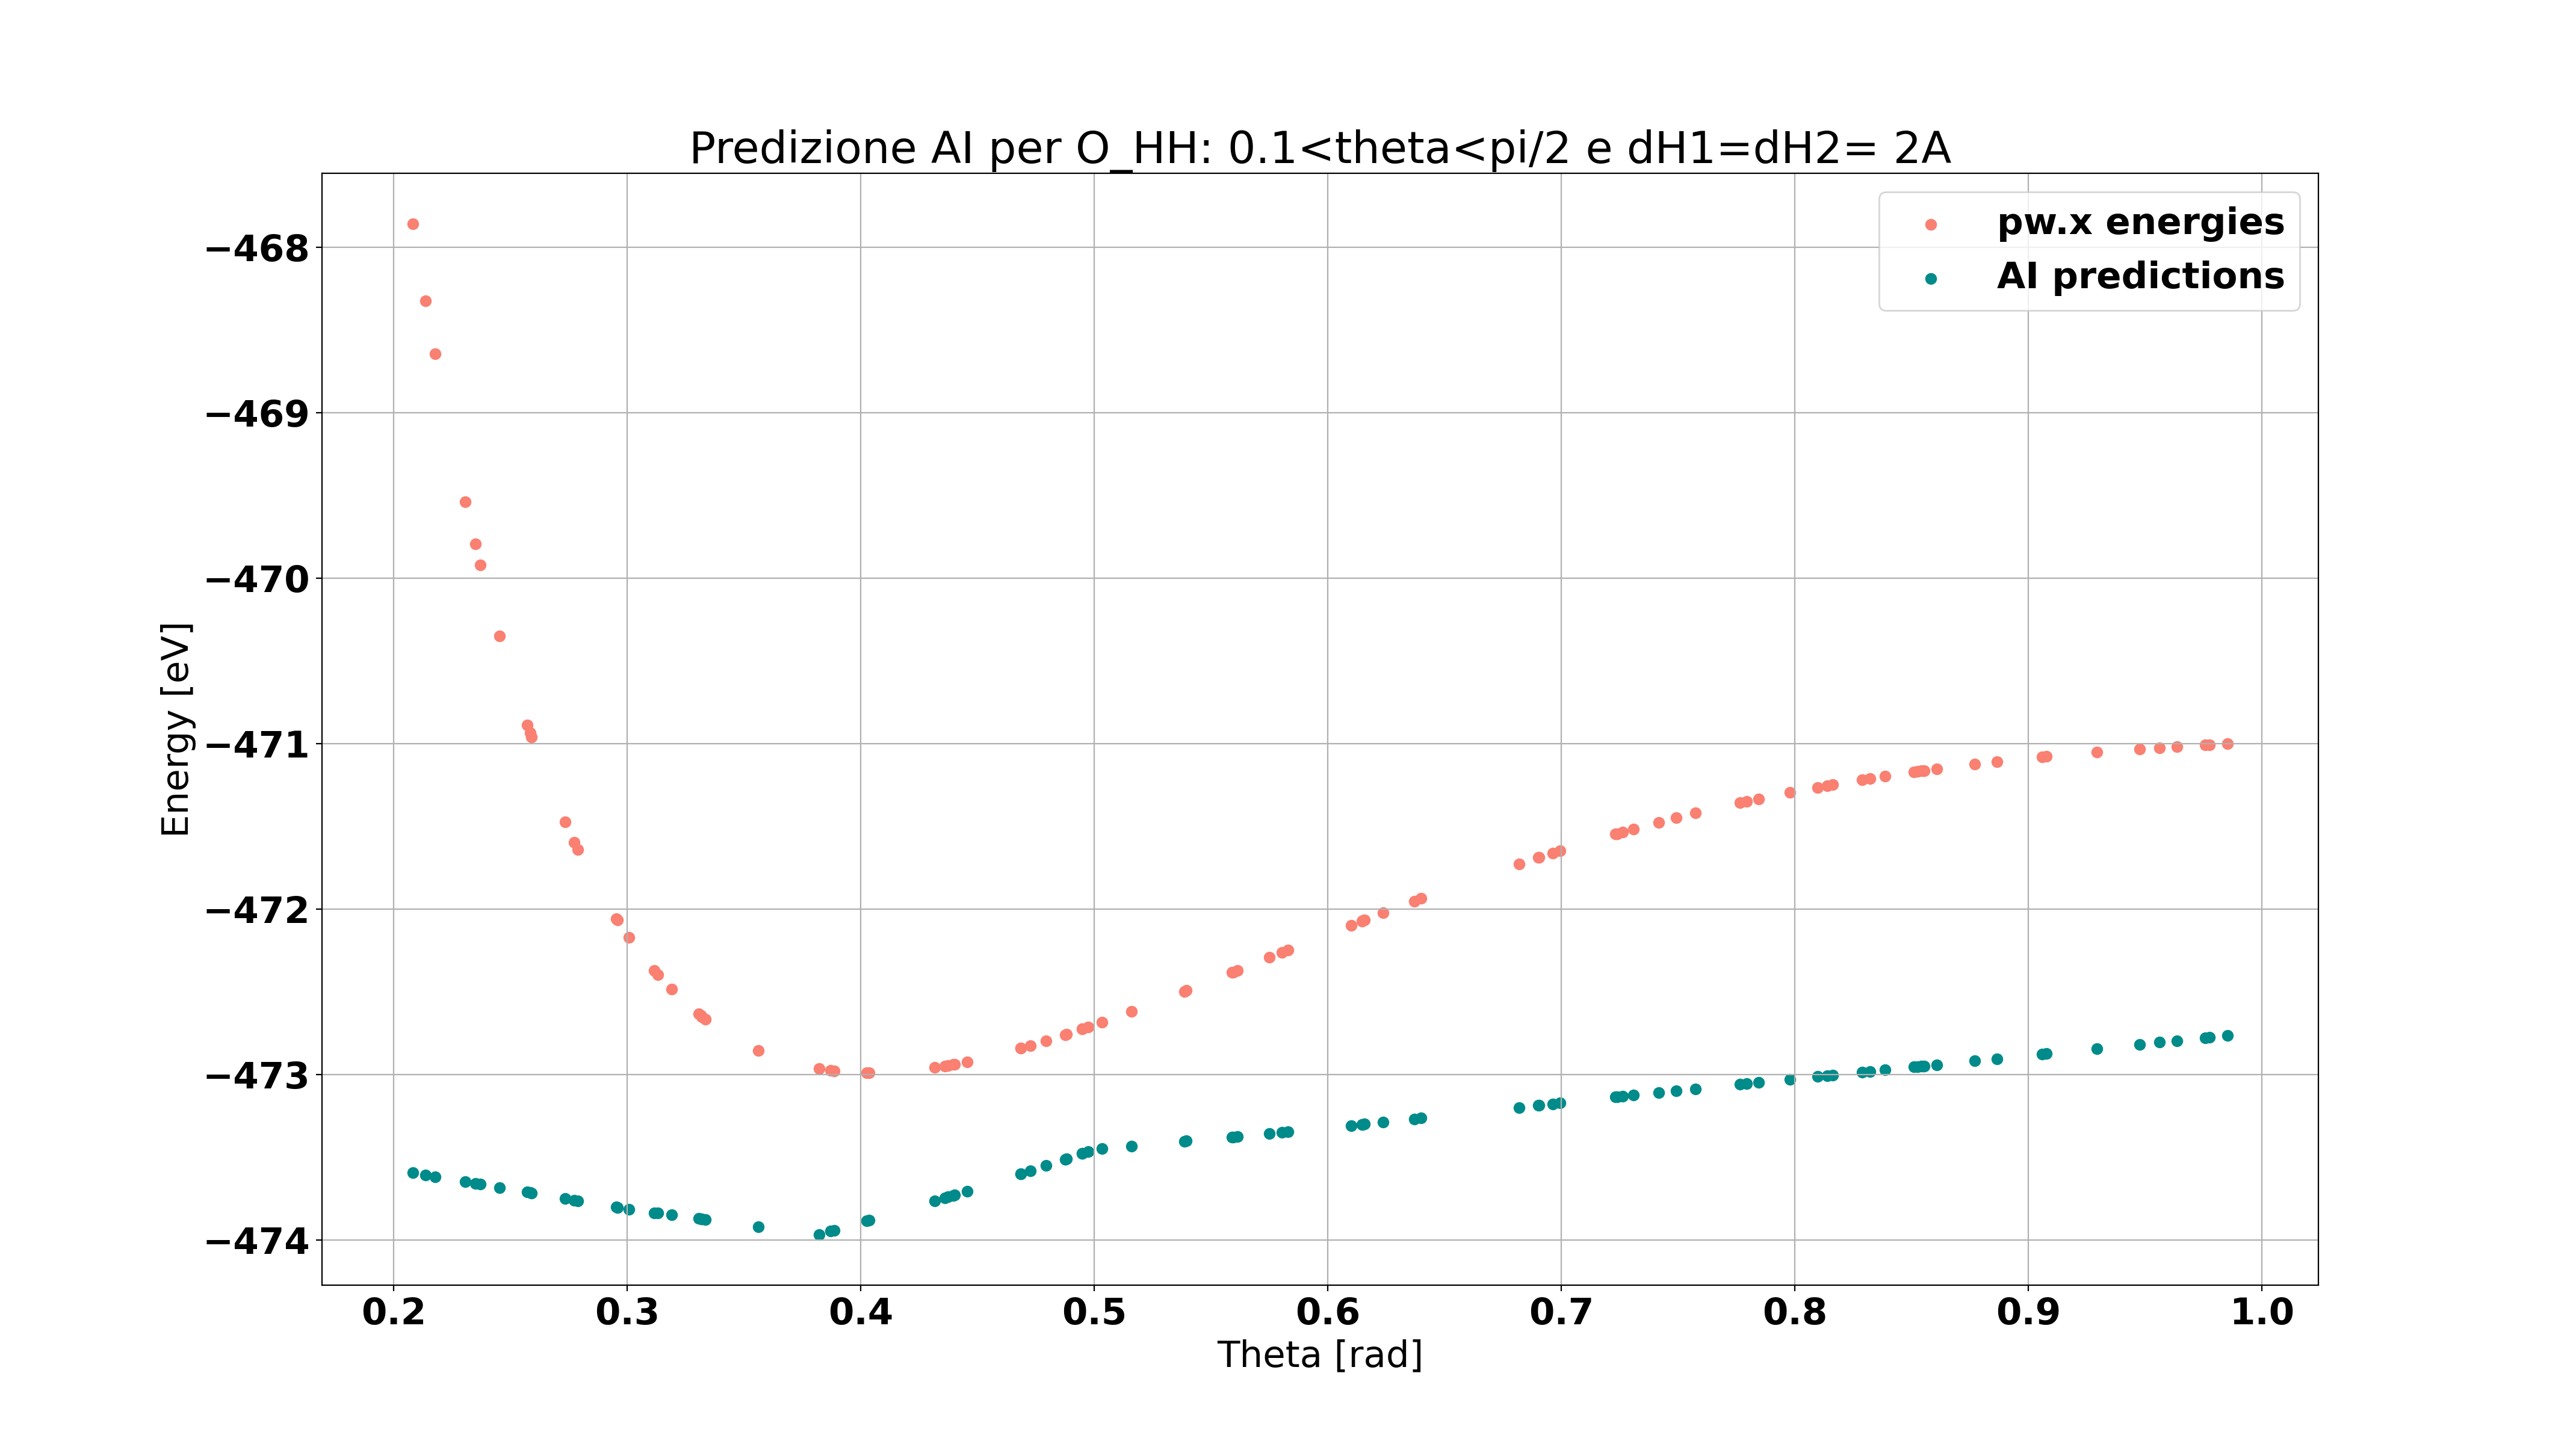 Predizione AI per O_HH: 0.1<theta<pi/2 e dH1=dH2= 2A
pw.x energies
AI predictions
Energy [eV]
−468
−469
−470
−471
−472
−473
−474
0.2 0.3 0.4 0.5 0.6 0.7 0.8 0.9 1.0
Theta [rad]